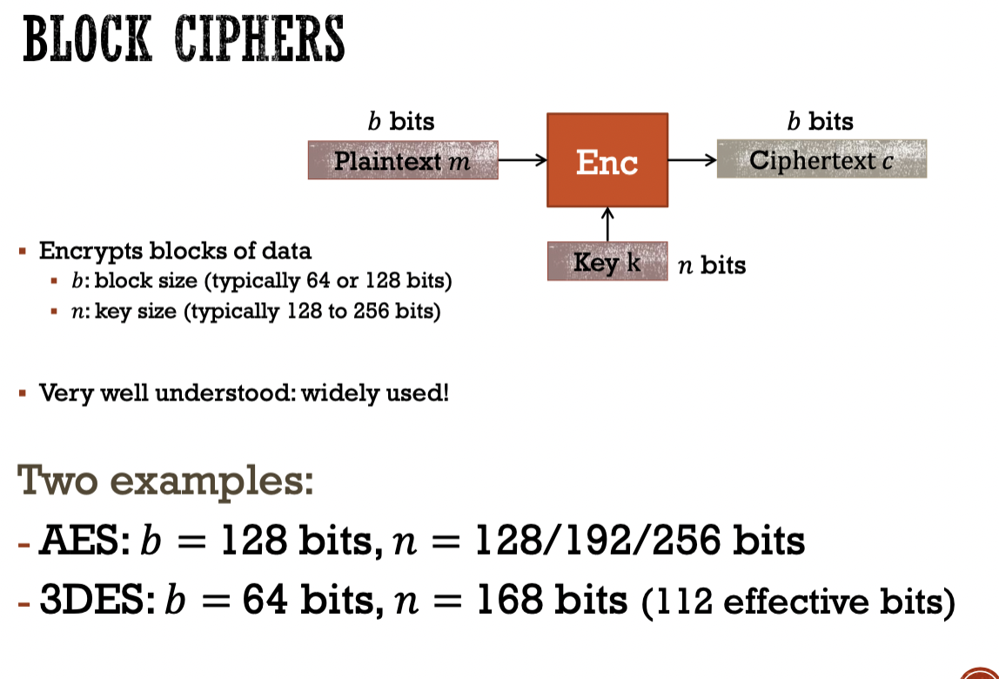 BLOCK CIPHERS
b bits
b bits
Plaintext m
Enc
Ciphertext c
Key k
n bits
▪ Encrypts blocks of data
▪ b: block size (typically 64 or 128 bits)
▪ n: key size (typically 128 to 256 bits)
▪ Very well understood: widely used!
Two examples:
- AES: b = 128 bits, n = 128/192/256 bits
- 3DES: b = 64 bits, n = 168 bits (112 effective bits)